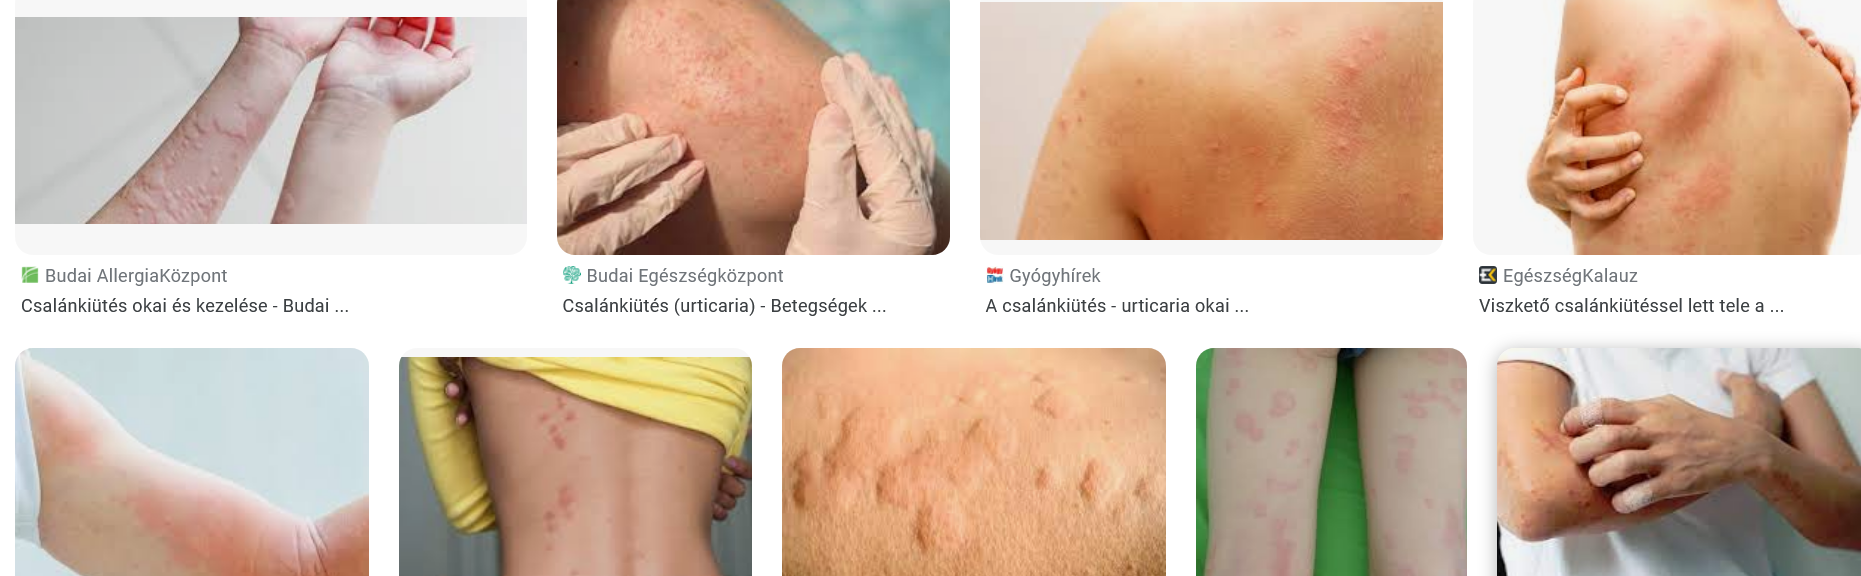 Budai AllergiaKözpont
Csalánkiütés okai és kezelése - Budai ...
Budai Egészségközpont
Csalánkiütés (urticaria) - Betegségek ...
Gyógyhírek
A csalánkiütés - urticaria okai ...
EgészségKalauz
Viszkető csalánkiütéssel lett tele a ...